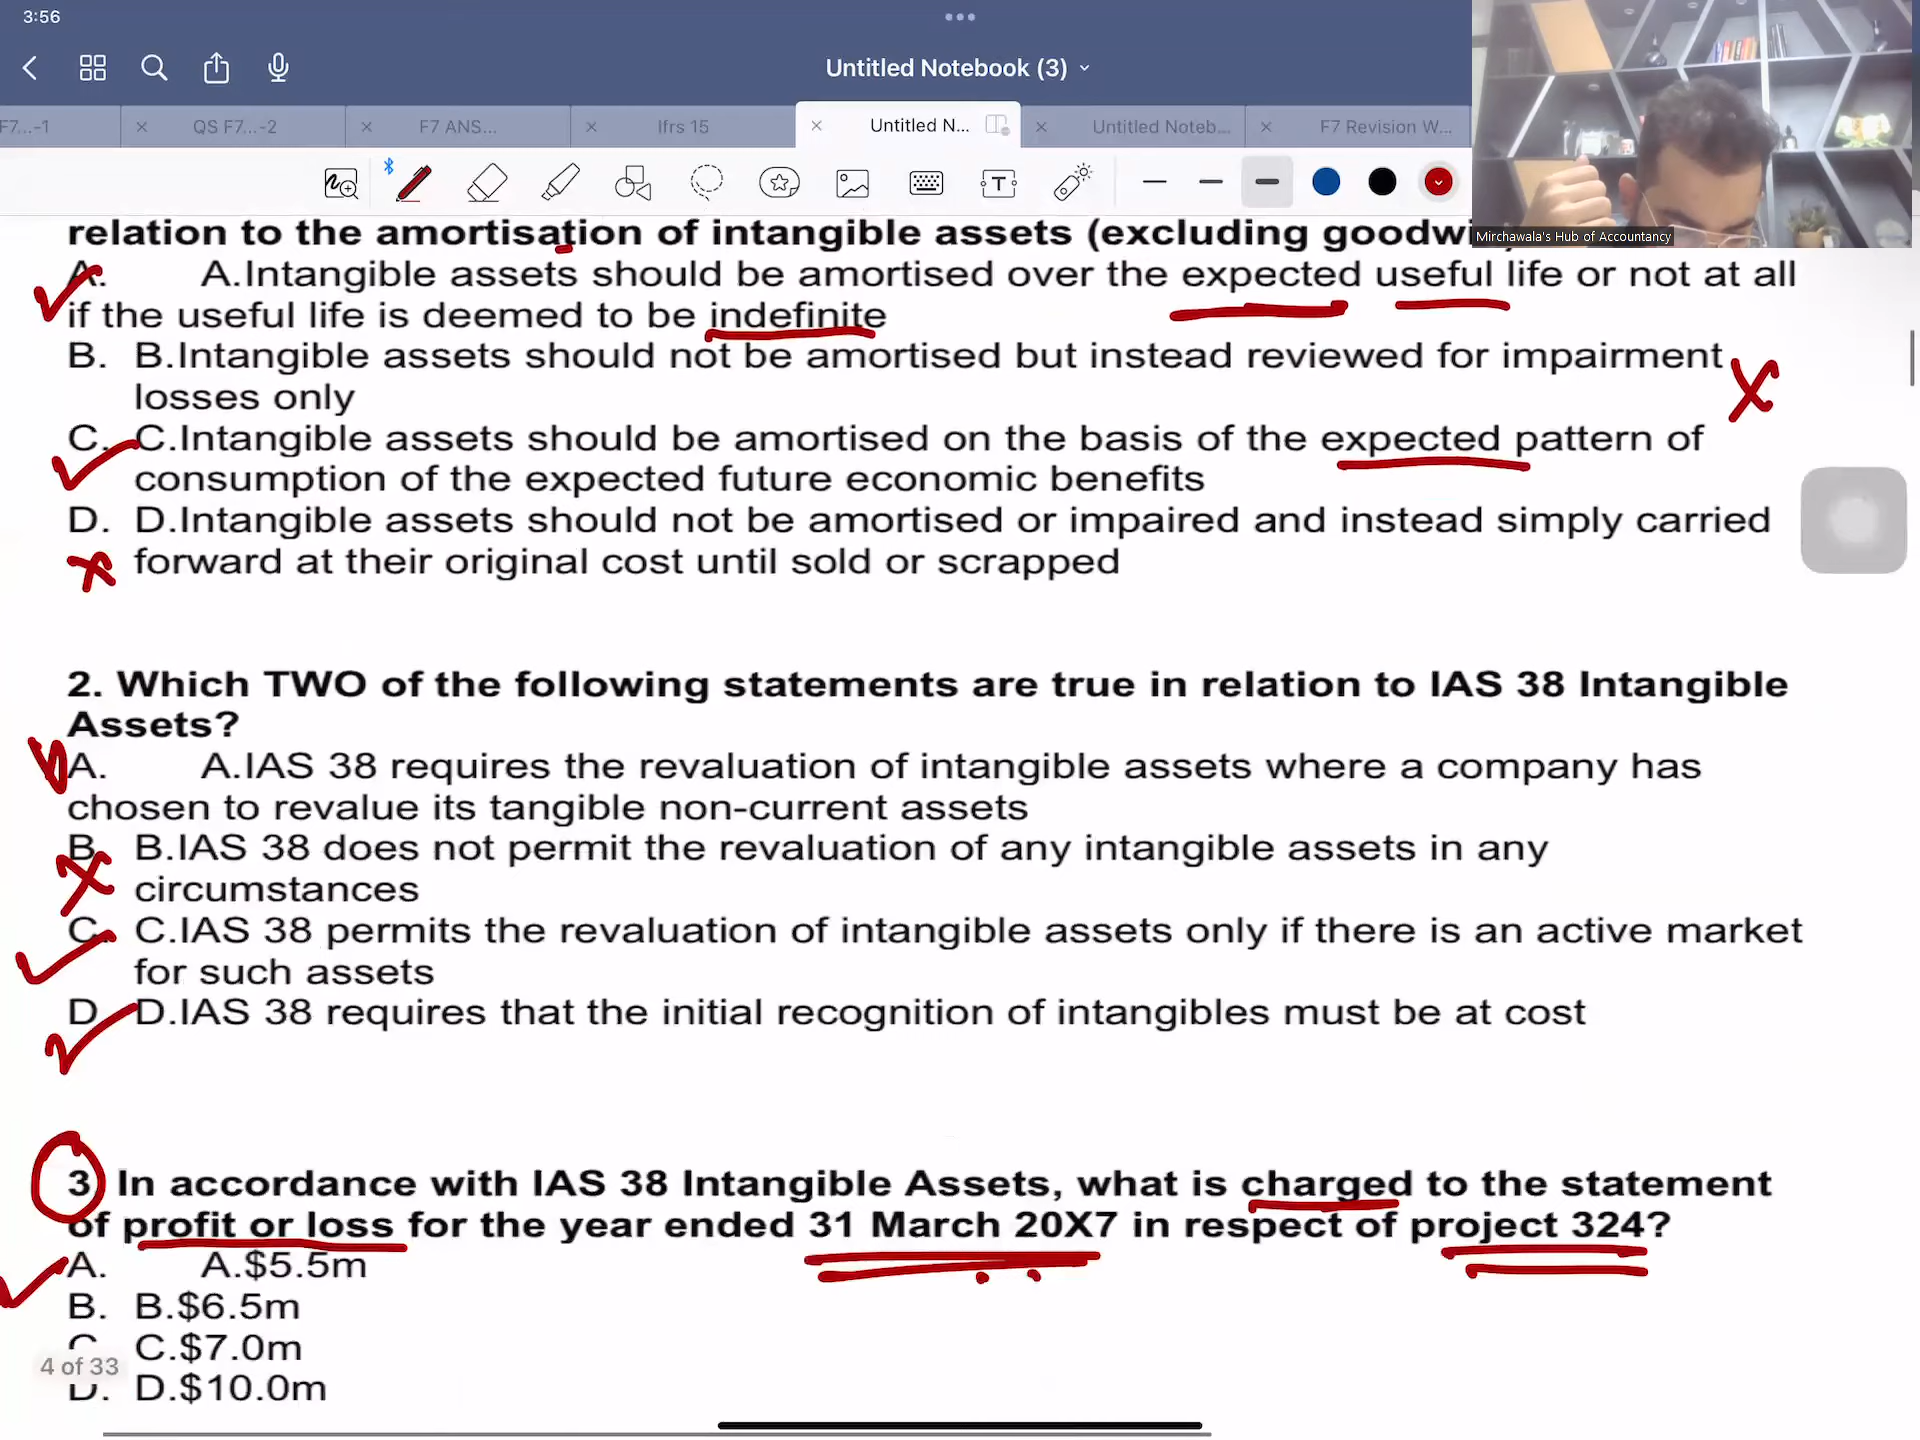 3:56
Untitled Notebook (3)
F7...-1
QS F7...-2
F7 ANS...
Ifrs 15
Untitled N...
Untitled Noteb...
F7 Revision W...
Mirchawala's Hub of Accountancy
relation to the amortisation of intangible assets (excluding
A. A.Intangible assets should be amortised over the expected useful life or not at all
if the useful life is deemed to be indefinite
B. B.Intangible assets should not be amortised but instead reviewed for impairment
losses only
C. C.Intangible assets should be amortised on the basis of the expected pattern of
consumption of the expected future economic benefits
D. D.Intangible assets should not be amortised or impaired and instead simply carried
forward at their original cost until sold or scrapped
2. Which TWO of the following statements are true in relation to IAS 38 Intangible
Assets?
A. A.IAS 38 requires the revaluation of intangible assets where a company has
chosen to revalue its tangible non-current assets
B. B.IAS 38 does not permit the revaluation of any intangible assets in any
circumstances
C. C.IAS 38 permits the revaluation of intangible assets only if there is an active market
for such assets
D. D.IAS 38 requires that the initial recognition of intangibles must be at cost
3. In accordance with IAS 38 Intangible Assets, what is charged to the statement
of profit or loss for the year ended 31 March 20X7 in respect of project 324?
A. A.$5.5m
B. B.$6.5m
C. C.$7.0m
4 of 33
D. D.$10.0m